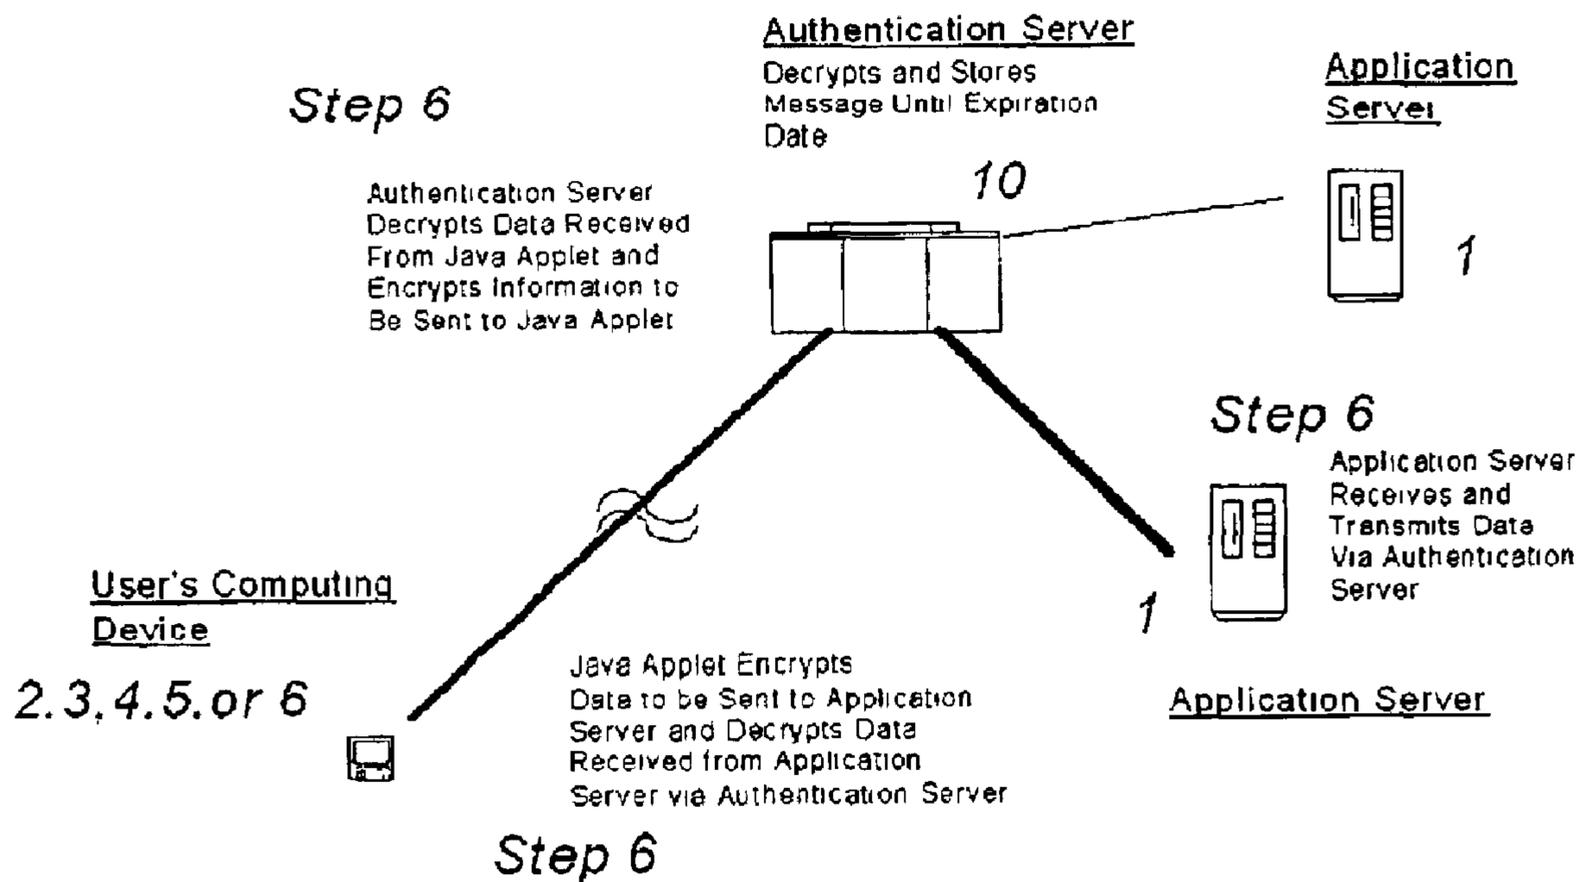 Authentication Server
Decrypts and Stores
Message Until Expiration
Date
Application
Server
Step 6
10
Authentication Server
Decrypts Data Received
From Java Applet and
Encrypts Information to
Be Sent to Java Applet
1
Step 6
Application Server
Receives and
Transmits Data
Via Authentication
Server
1
Application Server
User's Computing
Device
2.3.4.5.or 6
Java Applet Encrypts
Data to be Sent to Application
Server and Decrypts Data
Received from Application
Server via Authentication Server
Step 6